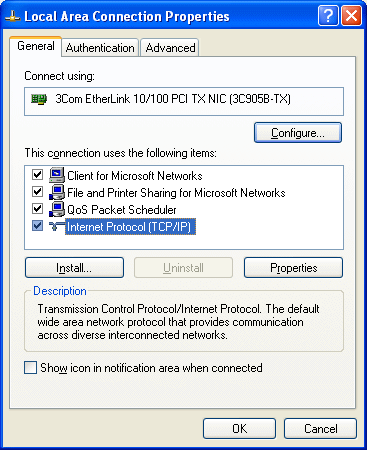 Local Area Connection Properties
General Authentication Advanced
Connect using:
3Com EtherLink 10/100 PCI TX NIC (3C905B-TX)
Configure...
This connection uses the following items:
Client for Microsoft Networks
File and Printer Sharing for Microsoft Networks
QoS Packet Scheduler
Internet Protocol (TCP/IP)
Install... Uninstall Properties
Description
Transmission Control Protocol/Internet Protocol. The default
wide area network protocol that provides communication
across diverse interconnected networks.
Show icon in notification area when connected
OK Cancel